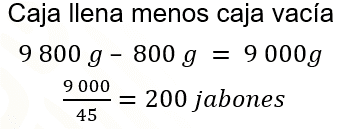 Caja llena menos caja vacía
9 800 g – 800 g = 9 000g
9 000
45
= 200 jabones